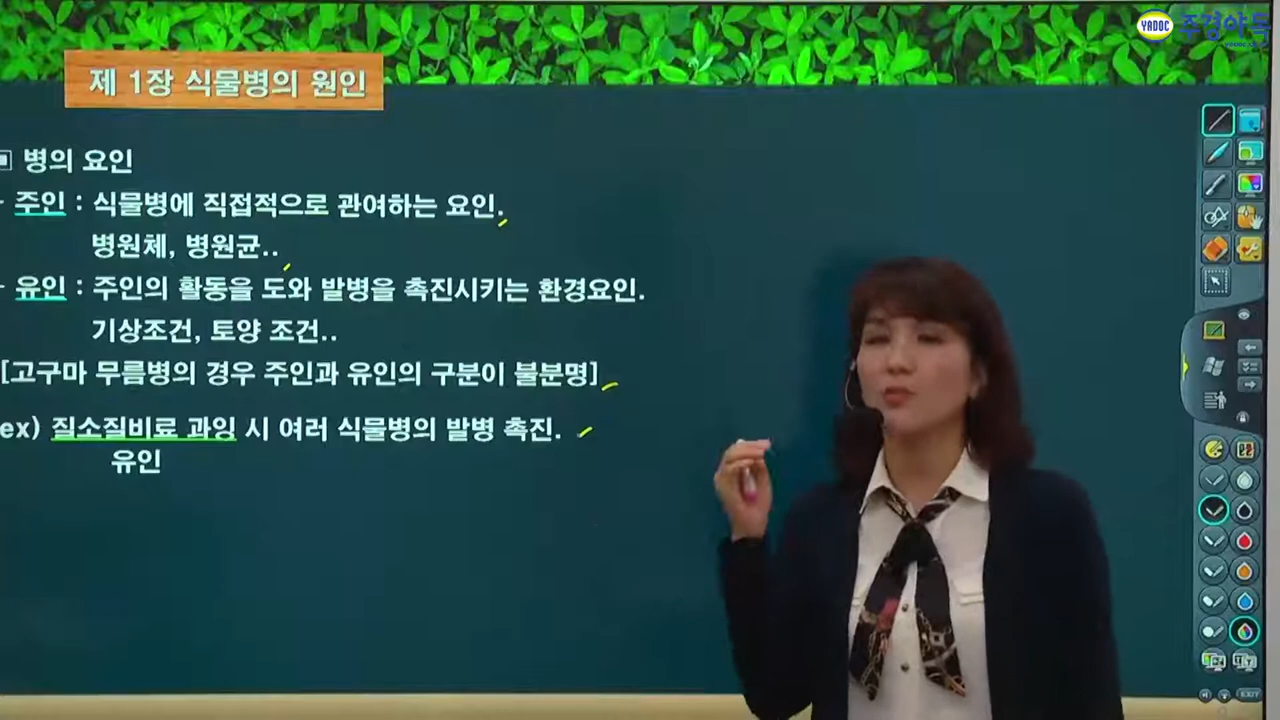 YADOC 주경야독
제 1장 식물병의 원인
병의 요인
- 주인 : 식물병에 직접적으로 관여하는 요인.
병원체, 병원균..
- 유인 : 주인의 활동을 도와 발병을 촉진시키는 환경요인.
기상조건, 토양 조건..
[고구마 무름병의 경우 주인과 유인의 구분이 불분명]
ex) 질소질비료 과잉 시 여러 식물병의 발병 촉진.
유인
EXIT